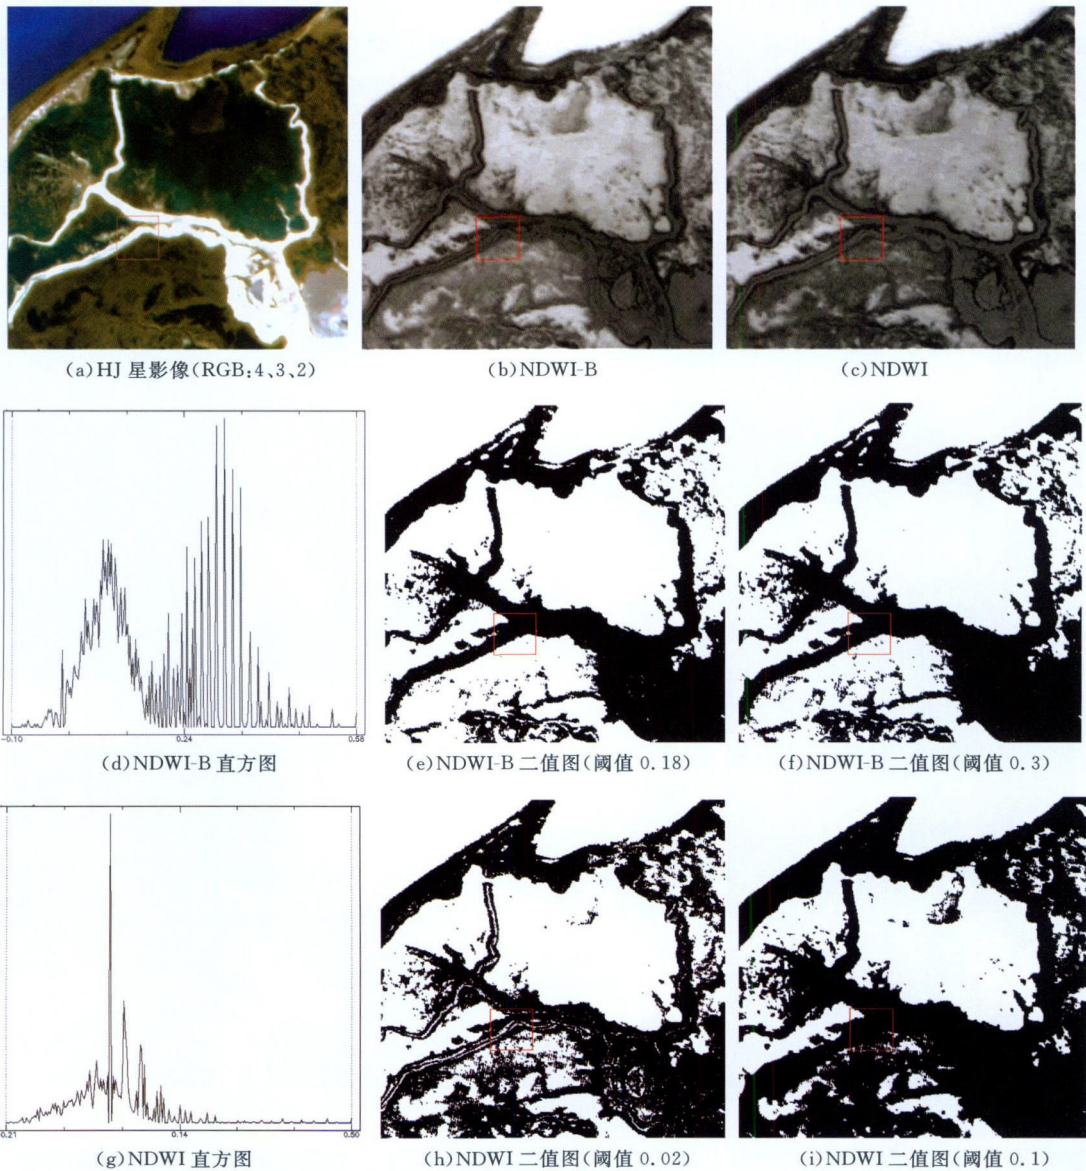 (a)HJ 星影像(RGB:4、3、2)
(b)NDWI-B
(c)NDWI
-0.10 0.24 0.58
(d)NDWI-B 直方图
(e)NDWI-B 二值图(阈值 0.18)
(f)NDWI-B 二值图(阈值 0.3)
0.21 0.14 0.50
(g)NDWI 直方图
(h)NDWI 二值图(阈值 0.02)
(i)NDWI 二值图(阈值 0.1)